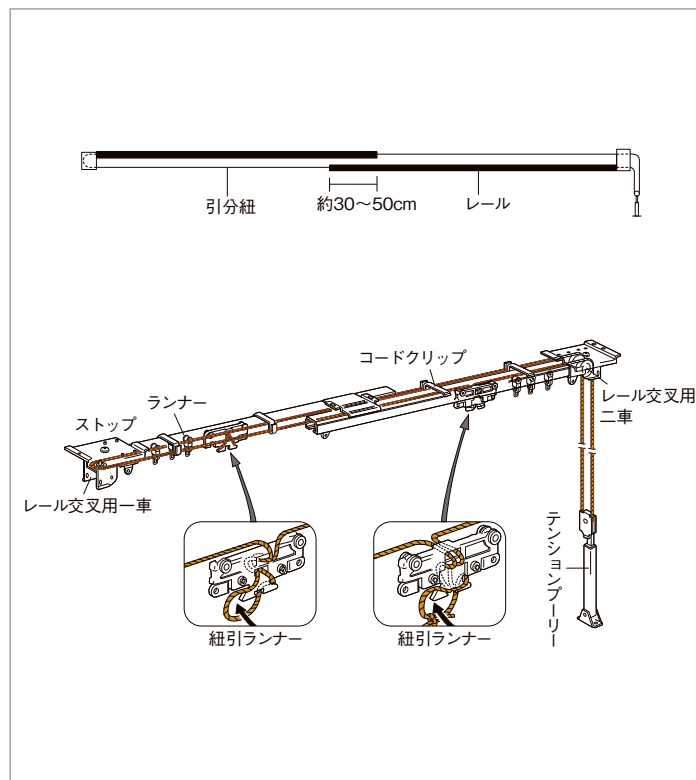 引分紐
約30〜50cm
レール
コードクリップ
ランナー
ストップ
レール交叉用
二車
レール交叉用一車
テンションプーリー
紐引ランナー
紐引ランナー